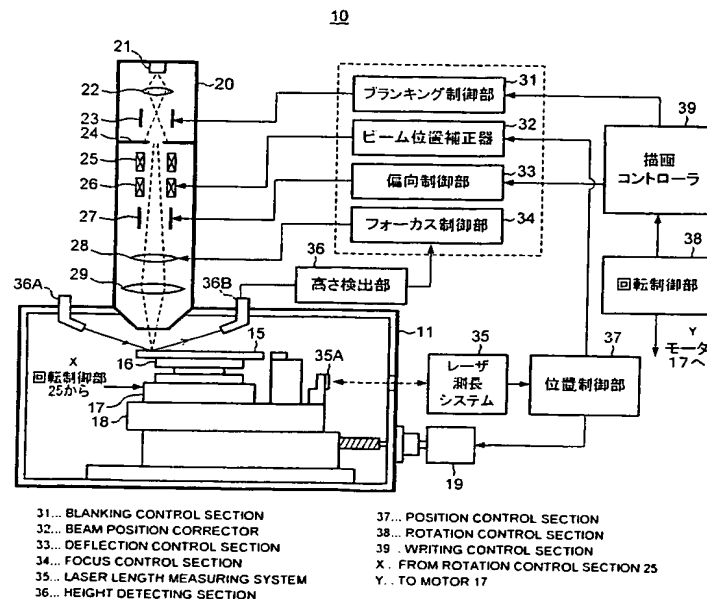 10
21
20
22
23
24
25
26
27
28
29
31
ブランキング制御部
32
ビーム位置補正器
33
偏向制御部
34
フォーカス制御部
39
描画
コントローラ
38
回転制御部
Y
モータ
17へ
36
高さ検出部
36A
36B
15
11
16
35A
X
回転制御部
25から
17
18
35
レーザ
測長
システム
37
位置制御部
19
31... BLANKING CONTROL SECTION
32... BEAM POSITION CORRECTOR
33... DEFLECTION CONTROL SECTION
34... FOCUS CONTROL SECTION
35... LASER LENGTH MEASURING SYSTEM
36... HEIGHT DETECTING SECTION
37... POSITION CONTROL SECTION
38... ROTATION CONTROL SECTION
39 . WRITING CONTROL SECTION
X . FROM ROTATION CONTROL SECTION 25
Y . . TO MOTOR 17